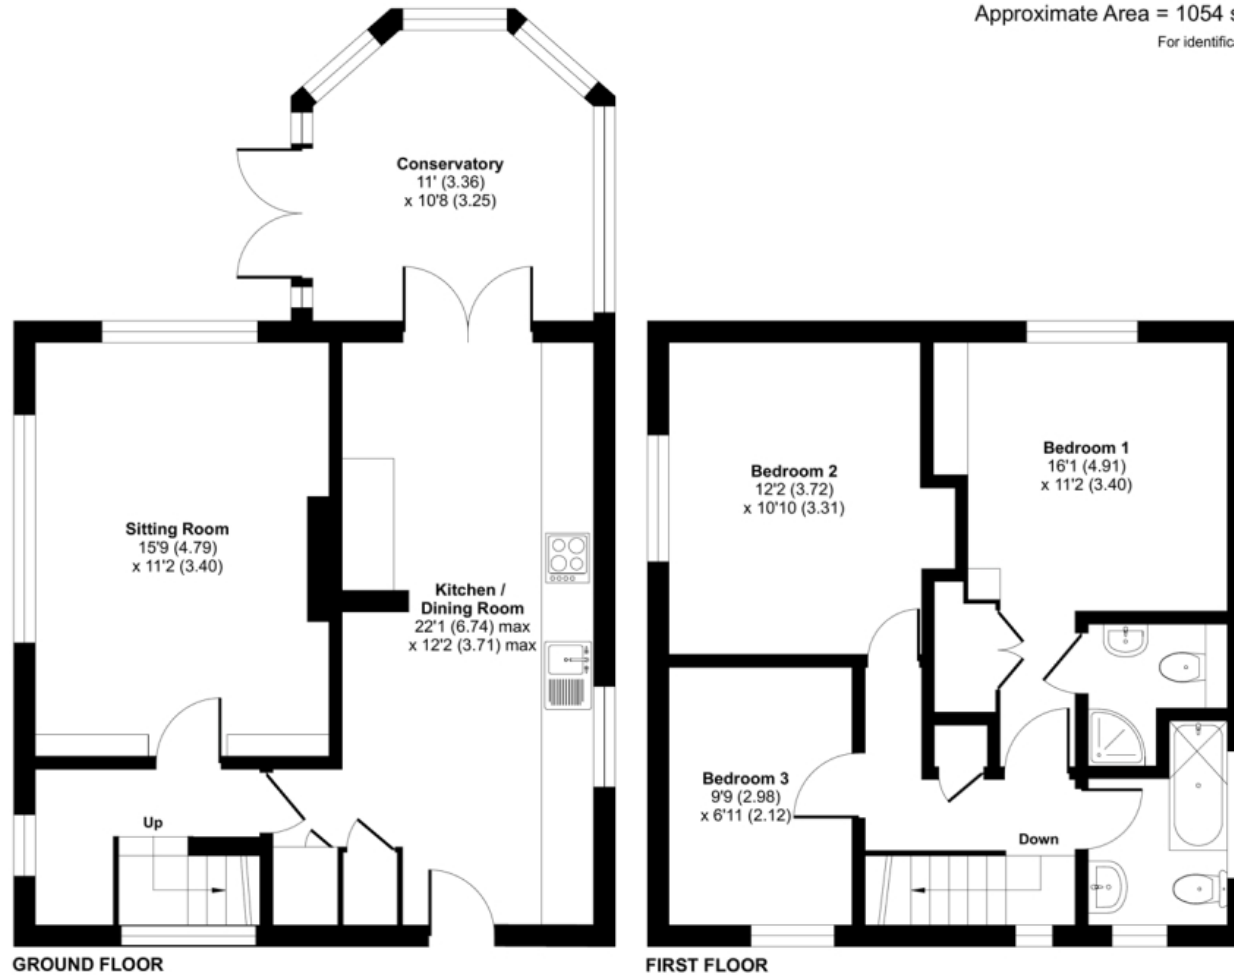 Approximate Area = 1054
For
Conservatory
11' (3.36)
x 10'8 (3.25)
Sitting Room
15'9 (4.79)
x 11'2 (3.40)
Kitchen /
Dining Room
22'1 (6.74) max
x 12'2 (3.71) max
Up
GROUND FLOOR
Bedroom 2
12'2 (3.72)
x 10'10 (3.31)
Bedroom 1
16'1 (4.91)
x 11'2 (3.40)
Bedroom 3
9'9 (2.98)
x 6'11 (2.12)
Down
FIRST FLOOR